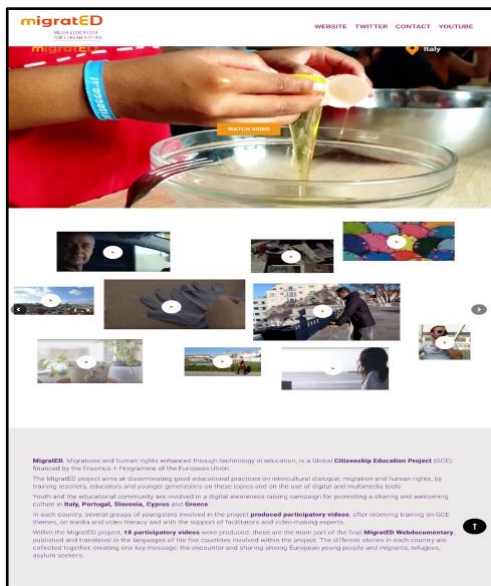 migratED
WEBSITE TWITTER CONTACT YOUTUBE
MEDIA EDUCATION
FOR HUMAN RIGHTS
migratED
Italy
WATCH VIDEO
MigratED, Migrations and human rights enhanced through technology in education, is a Global Citizenship Education Project (GCE)
financed by the Erasmus + Programme of the European Union.
The MigratED project aims at disseminating good educational practices on intercultural dialogue, migration and human rights, by
training teachers, educators and younger generations on these topics and on the use of digital and multimedia tools.
Youth and the educational community are involved in a digital awareness raising campaign for promoting a sharing and welcoming
culture in Italy, Portugal, Slovenia, Cyprus and Greece.
In each country, several groups of youngsters involved in the project produced participatory videos, after receiving training on GCE
themes, on media and video literacy and with the support of facilitators and video-making experts.
Within the MigratED project, 18 participatory videos were produced: these are the main part of the final MigratED Webdocumentary,
published and translated in the languages of the five countries involved within the project. The different stories in each country are
collected together, creating one key message: the encounter and sharing among European young people and migrants, refugees,
asylum seekers.